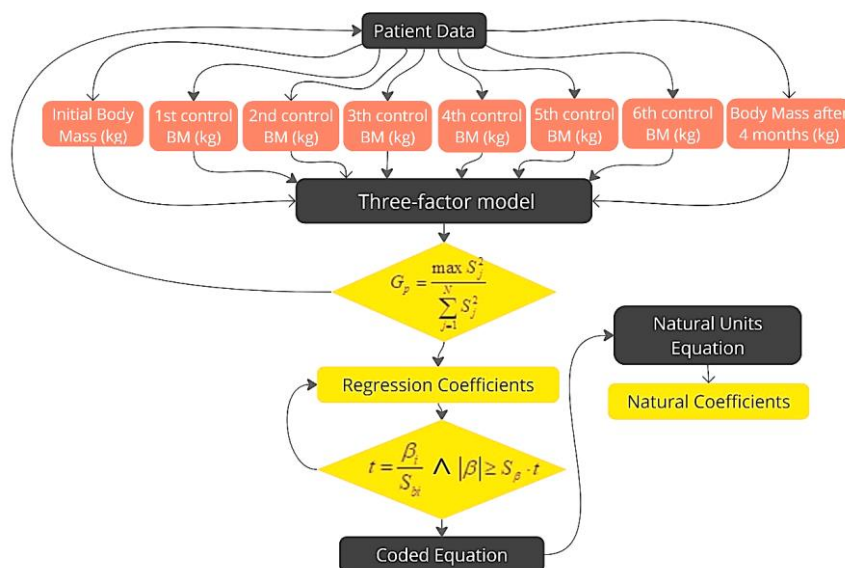 Patient Data
Initial Body
Mass (kg)
1st control
BM (kg)
2nd control
BM (kg)
3th control
BM (kg)
4th control
BM (kg)
5th control
BM (kg)
6th control
BM (kg)
Body Mass after
4 months (kg)
Three-factor model
G_p = max S_j^2 / ∑_{j=1}^{N} S_j^2
Regression Coefficients
t = β_i / S_{bi} ∧ |β| ≥ S_β · t
Coded Equation
Natural Units
Equation
Natural Coefficients